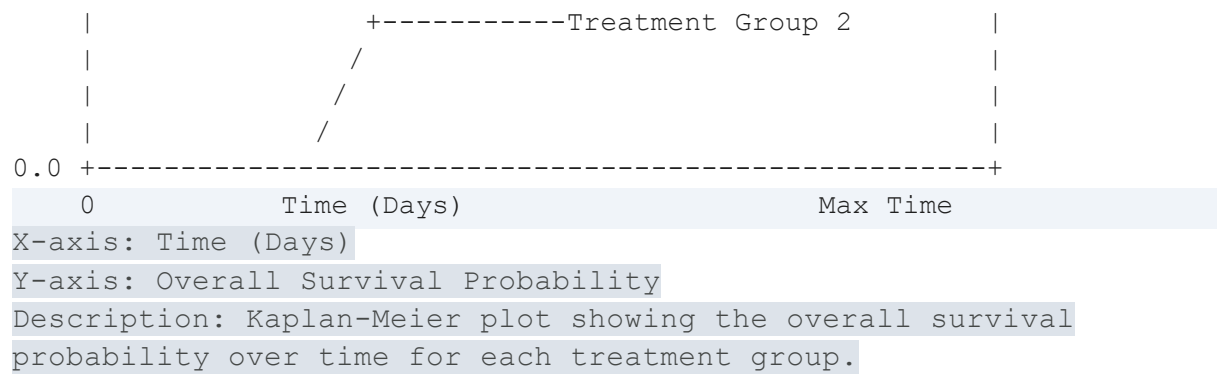 |                +-----------Treatment Group 2        |
|               /                                     |
|              /                                      |
|             /                                       |
0.0 +-----------------------------------------------------+
0           Time (Days)                     Max Time
X-axis: Time (Days)
Y-axis: Overall Survival Probability
Description: Kaplan-Meier plot showing the overall survival
probability over time for each treatment group.